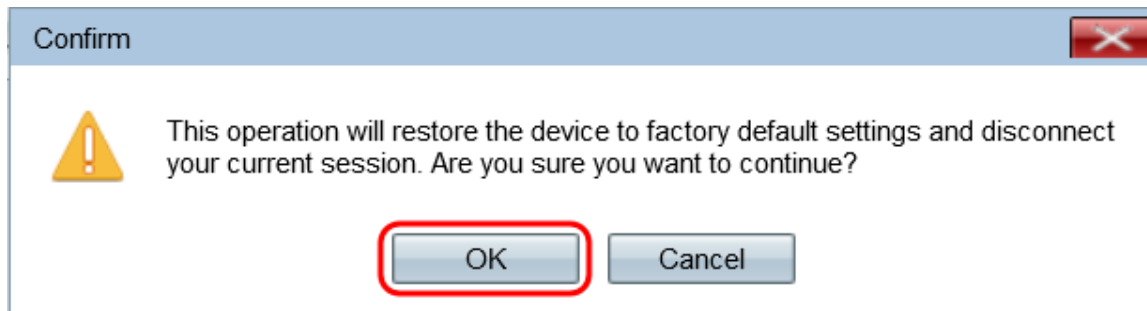 Confirm
This operation will restore the device to factory default settings and disconnect
your current session. Are you sure you want to continue?
OK
Cancel